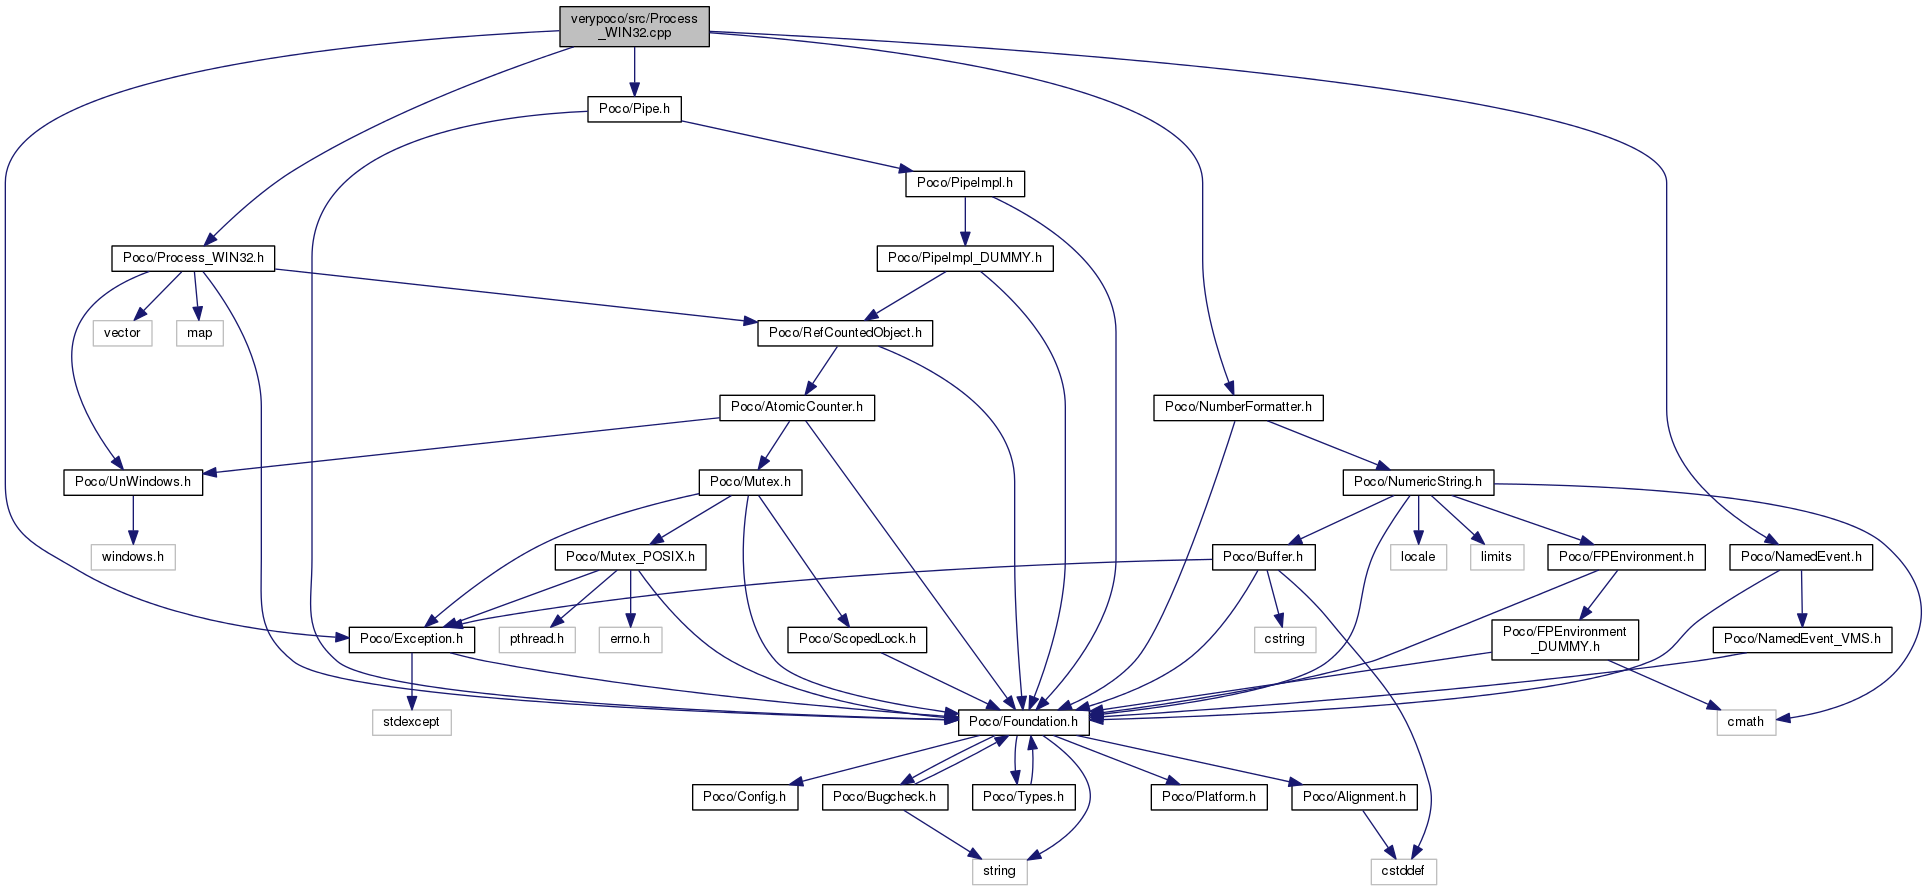 verypoco/src/Process
_WIN32.cpp
Poco/Pipe.h
Poco/PipeImpl.h
Poco/Process_WIN32.h
Poco/PipeImpl_DUMMY.h
vector
map
Poco/RefCountedObject.h
Poco/AtomicCounter.h
Poco/NumberFormatter.h
Poco/UnWindows.h
Poco/Mutex.h
Poco/NumericString.h
windows.h
Poco/Mutex_POSIX.h
Poco/Buffer.h
locale
limits
Poco/FPEnvironment.h
Poco/NamedEvent.h
Poco/Exception.h
pthread.h
errno.h
Poco/ScopedLock.h
cstring
Poco/FPEnvironment
_DUMMY.h
Poco/NamedEvent_VMS.h
stdexcept
Poco/Foundation.h
cmath
Poco/Config.h
Poco/Bugcheck.h
Poco/Types.h
Poco/Platform.h
Poco/Alignment.h
string
cstddef